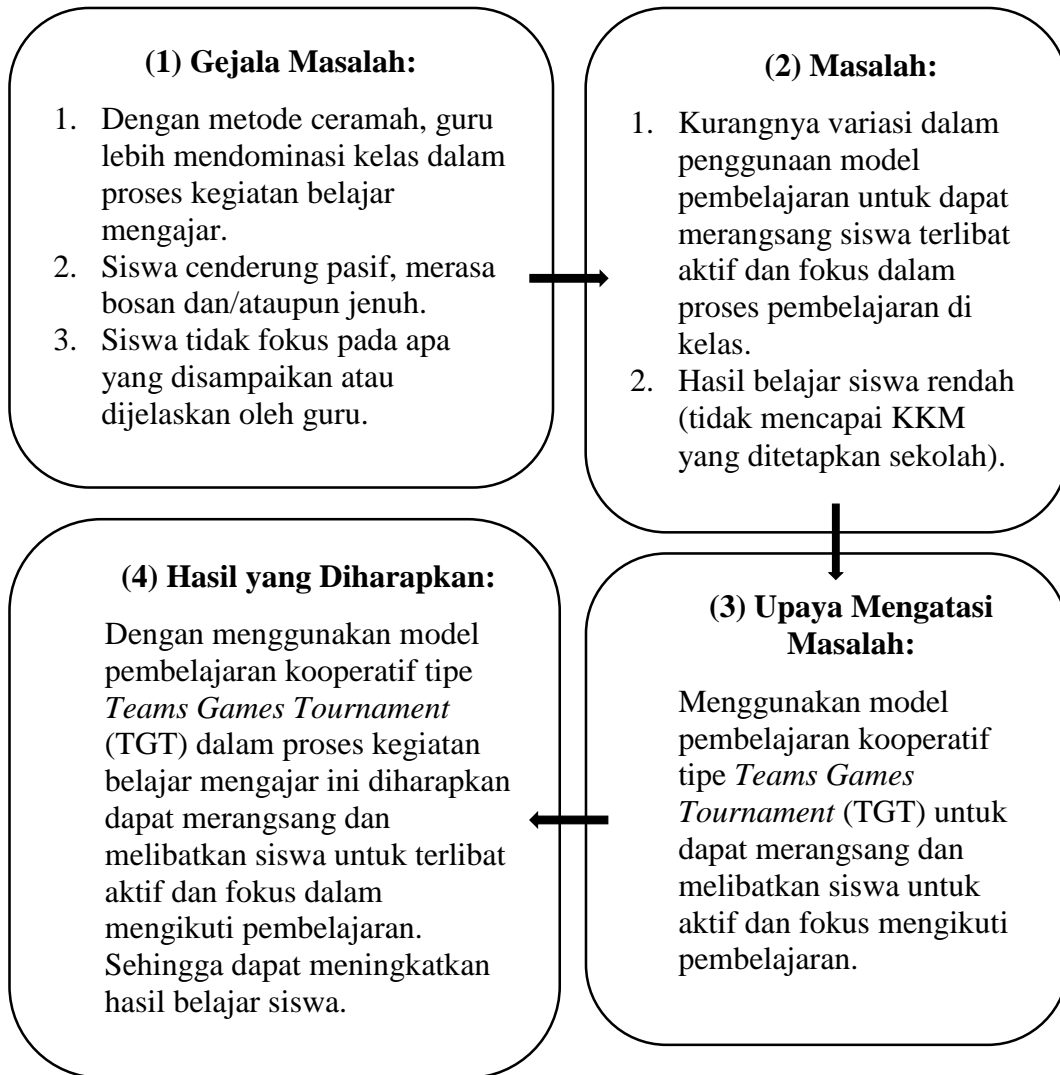 (1) Gejala Masalah:
1. Dengan metode ceramah, guru
lebih mendominasi kelas dalam
proses kegiatan belajar
mengajar.
2. Siswa cenderung pasif, merasa
bosan dan/ataupun jenuh.
3. Siswa tidak fokus pada apa
yang disampaikan atau
dijelaskan oleh guru.
(2) Masalah:
1. Kurangnya variasi dalam
penggunaan model
pembelajaran untuk dapat
merangsang siswa terlibat
aktif dan fokus dalam
proses pembelajaran di
kelas.
2. Hasil belajar siswa rendah
(tidak mencapai KKM
yang ditetapkan sekolah).
(3) Upaya Mengatasi
Masalah:
Menggunakan model
pembelajaran kooperatif
tipe Teams Games
Tournament (TGT) untuk
dapat merangsang dan
melibatkan siswa untuk
aktif dan fokus mengikuti
pembelajaran.
(4) Hasil yang Diharapkan:
Dengan menggunakan model
pembelajaran kooperatif tipe
Teams Games Tournament
(TGT) dalam proses kegiatan
belajar mengajar ini diharapkan
dapat merangsang dan
melibatkan siswa untuk terlibat
aktif dan fokus dalam
mengikuti pembelajaran.
Sehingga dapat meningkatkan
hasil belajar siswa.